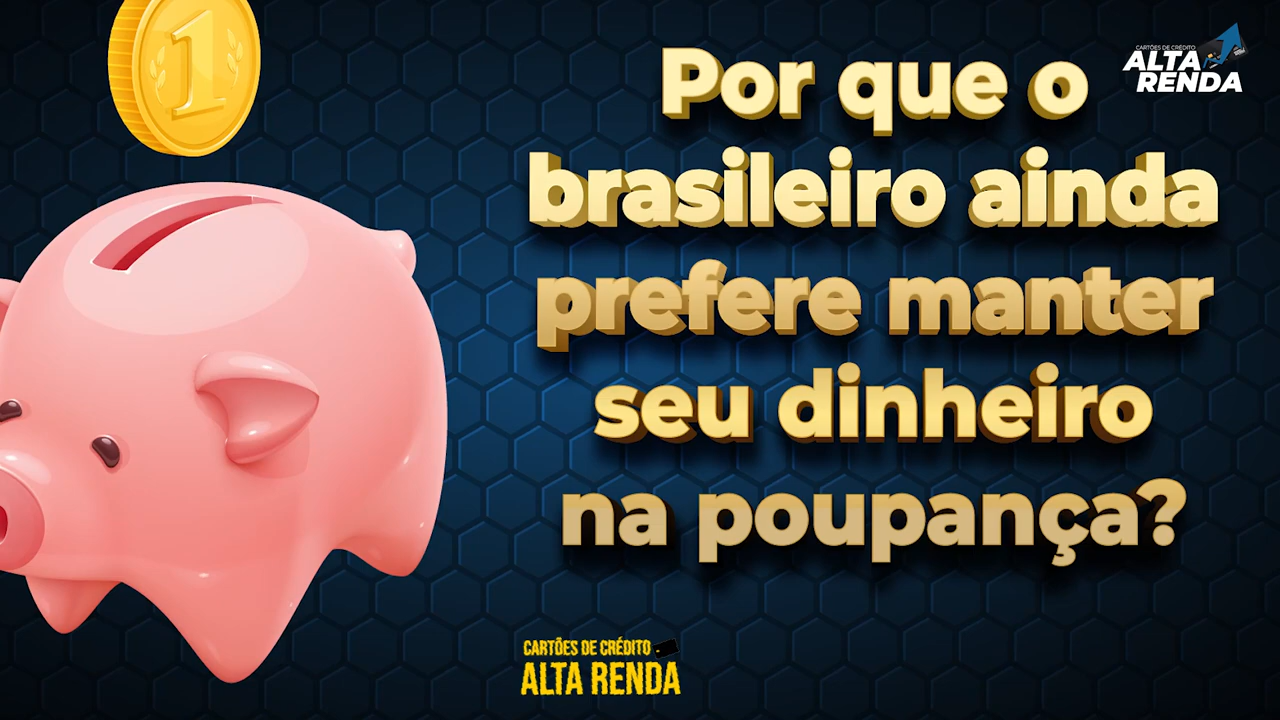 Por que o
brasileiro ainda
prefere manter
seu dinheiro
na poupança?
CARTÕES DE CRÉDITO
ALTA
RENDA
1
CARTÕES DE CRÉDITO
ALTA RENDA